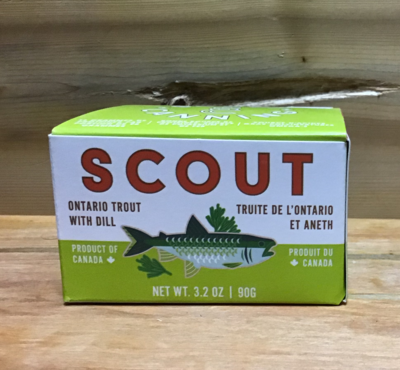 SCOUT
ONTARIO TROUT
WITH DILL
TRUITE DE L'ONTARIO
ET ANETH
PRODUCT OF
CANADA
PRODUIT DU
CANADA
NET WT. 3.2 OZ | 90G